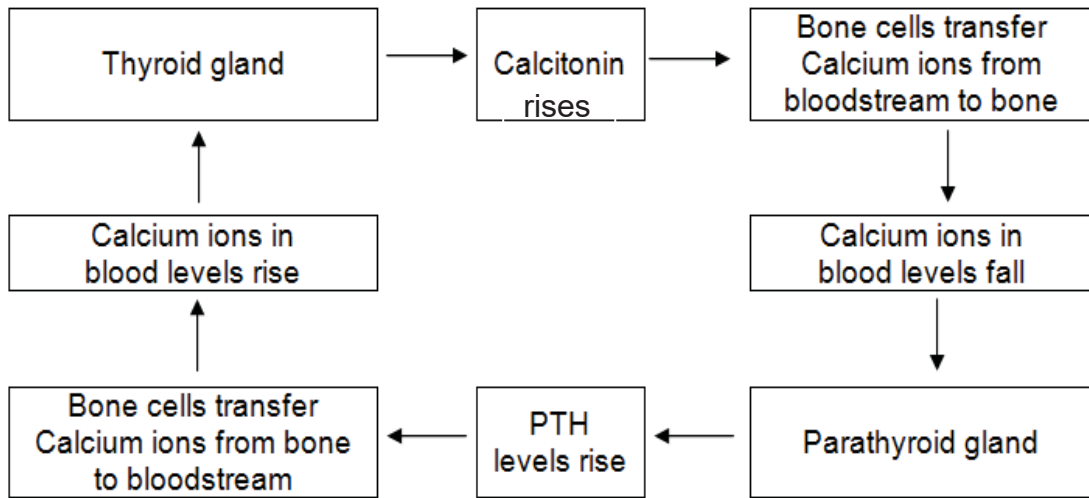 Thyroid gland
Calcitonin
rises
Bone cells transfer
Calcium ions from
bloodstream to bone
Calcium ions in
blood levels rise
Calcium ions in
blood levels fall
Bone cells transfer
Calcium ions from bone
to bloodstream
PTH
levels rise
Parathyroid gland